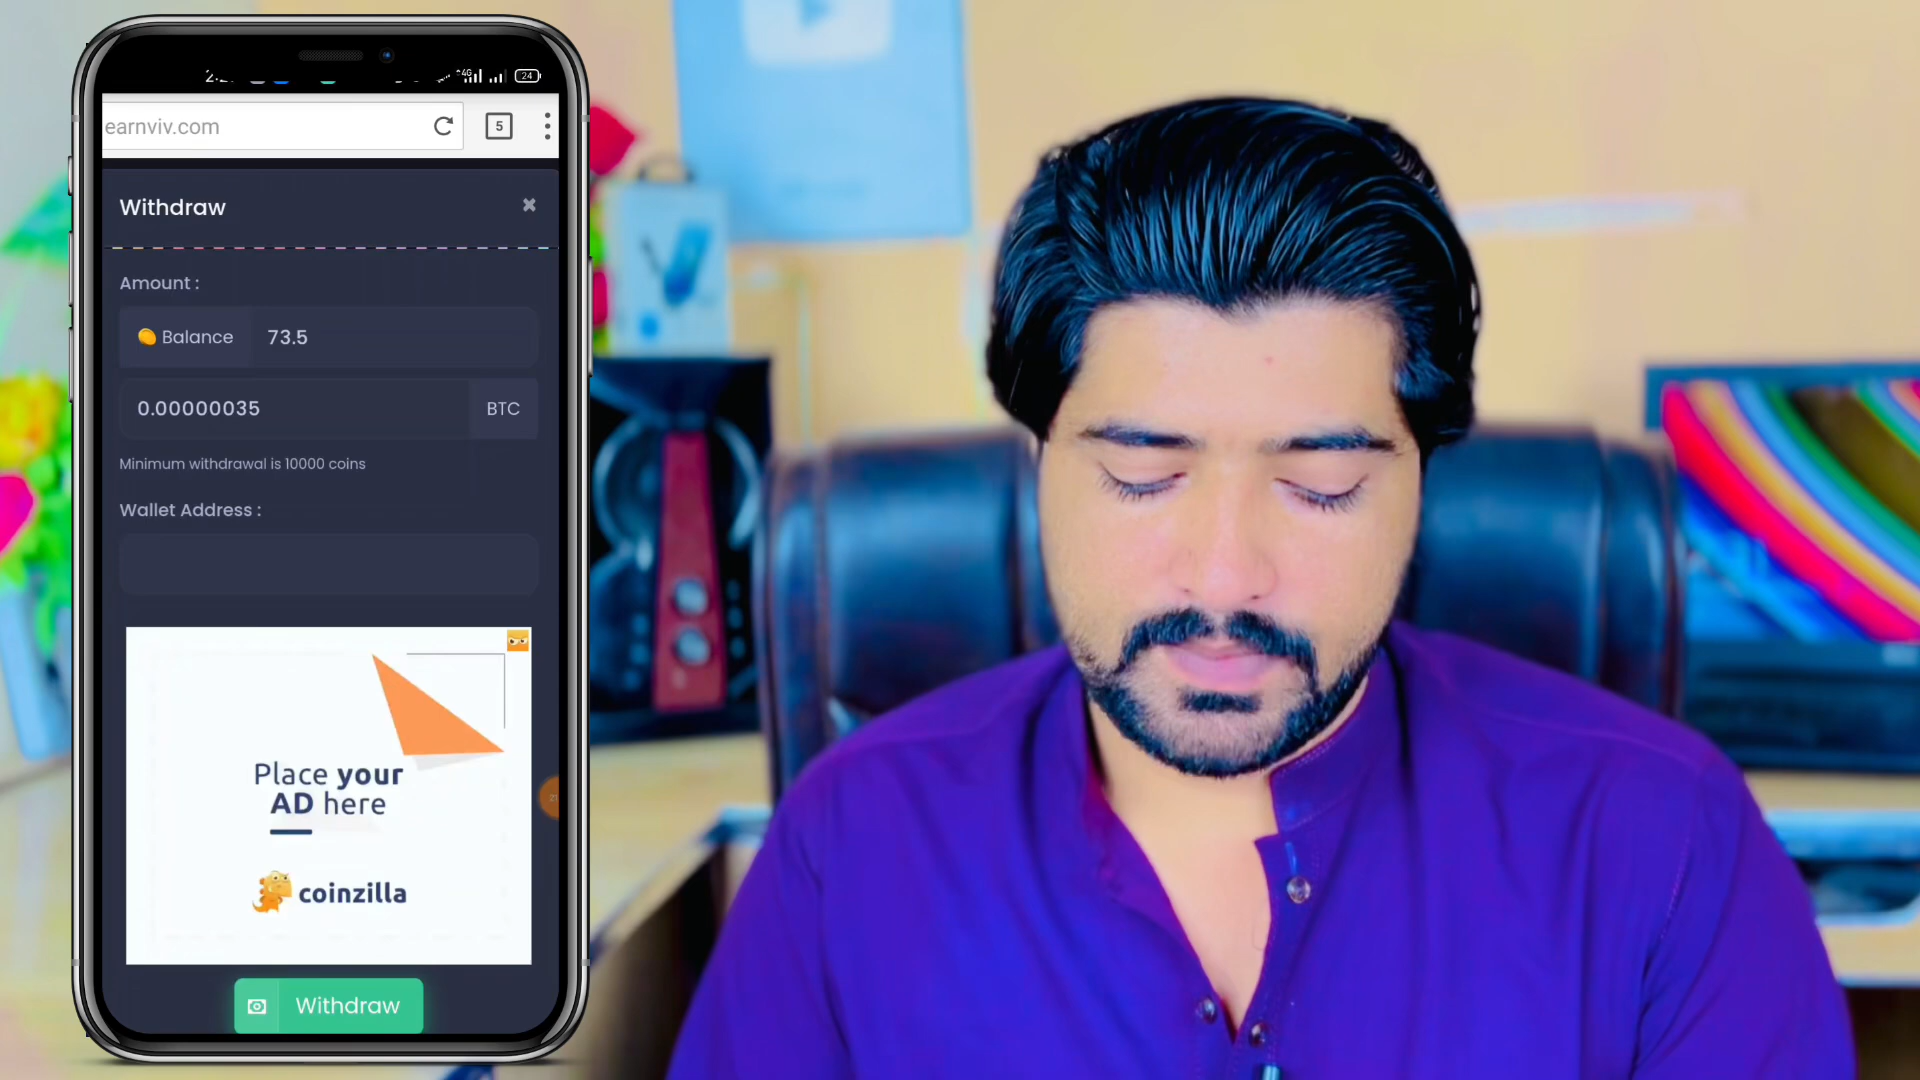 24
earnviv.com
5
Withdraw
Amount :
Balance 73.5
0.00000035 BTC
Minimum withdrawal is 10000 coins
Wallet Address :
Place your
AD here
coinzilla
Withdraw